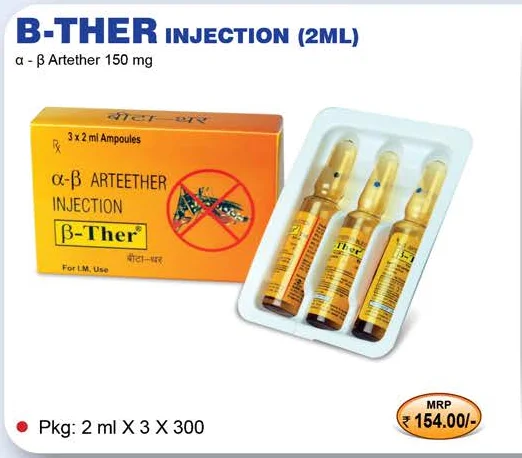 B-THER INJECTION (2ML)
α - β Artether 150 mg
बीटा-थर
3 x 2 ml Ampoules
Rx
α-β ARTEETHER
INJECTION
β-Ther®
बीटा-थर
For I.M. Use
Ther
β-T
Pkg: 2 ml X 3 X 300
MRP
₹ 154.00/-